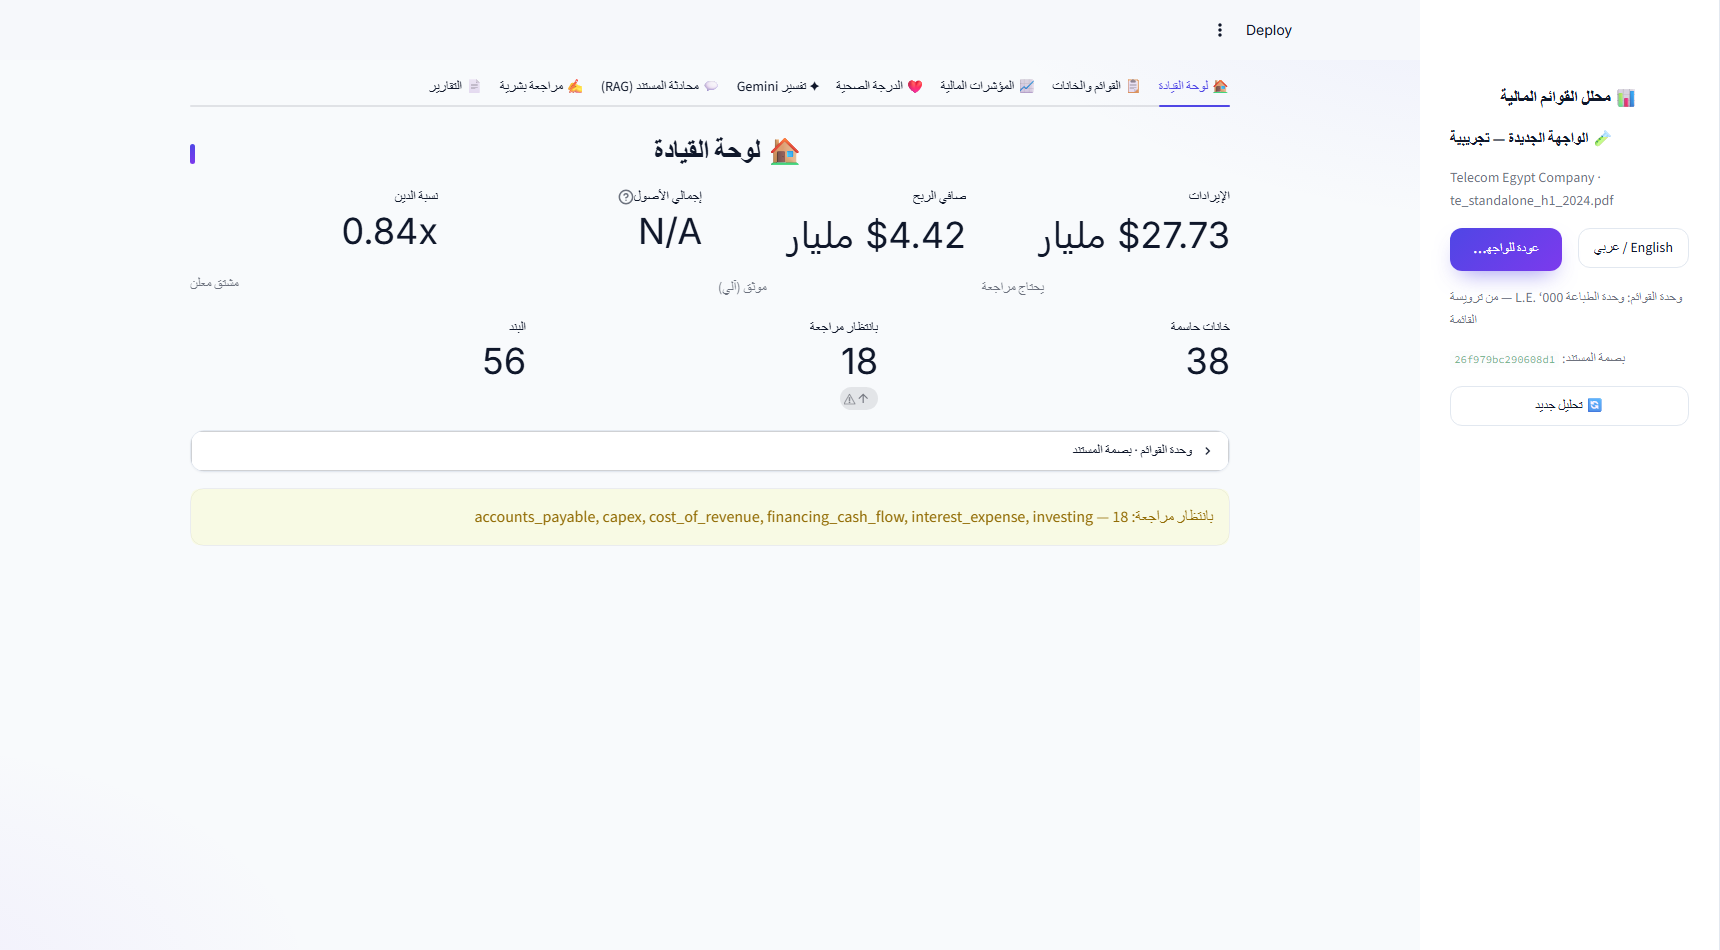 Deploy
🏠 لوحة القيادة
📋 القوائم والخانات
📈 المؤشرات المالية
❤️ الدرجة الصحية
✦ تفسير Gemini
💬 محادثة المستند (RAG)
✍️ مراجعة بشرية
📄 التقارير
📊 محلل القوائم المالية
🧪 الواجهة الجديدة — تجريبية
Telecom Egypt Company ·
te_standalone_h1_2024.pdf
عربي / English
عودة للواجه...
وحدة القوائم: وحدة الطباعة L.E. ‘000 — من ترويسة
القائمة
بصمة المستند: 26f979bc290608d1
🔄 تحليل جديد
🏠 لوحة القيادة
الإيرادات
$27.73 مليار
يحتاج مراجعة
صافي الربح
$4.42 مليار
موثق (آلي)
إجمالي الأصول
N/A
نسبة الدين
0.84x
مشتق معلن
خانات حاسمة
38
بانتظار مراجعة
18
↑ ⚠
البند
56
وحدة القوائم · بصمة المستند
بانتظار مراجعة: 18 — accounts_payable, capex, cost_of_revenue, financing_cash_flow, interest_expense, investing